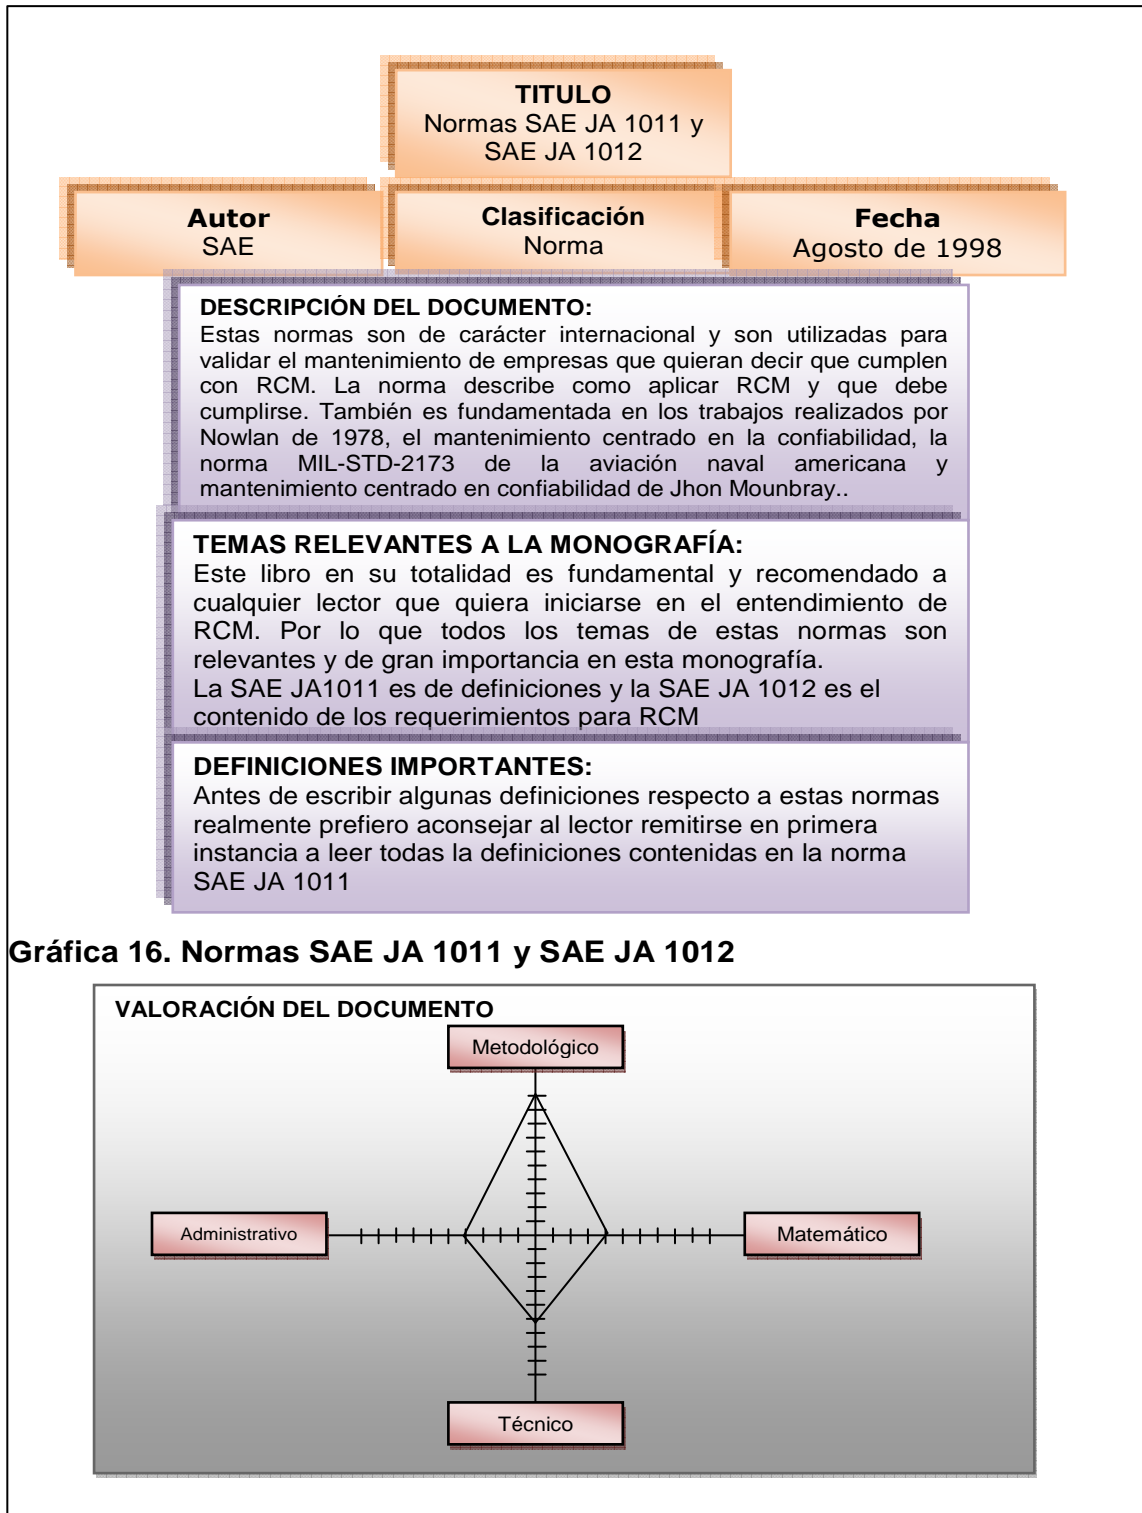 TITULO
Normas SAE JA 1011 y
SAE JA 1012
Autor
SAE
Clasificación
Norma
Fecha
Agosto de 1998
DESCRIPCIÓN DEL DOCUMENTO:
Estas normas son de carácter internacional y son utilizadas para
validar el mantenimiento de empresas que quieran decir que cumplen
con RCM. La norma describe como aplicar RCM y que debe
cumplirse. También es fundamentada en los trabajos realizados por
Nowlan de 1978, el mantenimiento centrado en la confiabilidad, la
norma MIL-STD-2173 de la aviación naval americana y
mantenimiento centrado en confiabilidad de Jhon Mounbray..
TEMAS RELEVANTES A LA MONOGRAFÍA:
Este libro en su totalidad es fundamental y recomendado a
cualquier lector que quiera iniciarse en el entendimiento de
RCM. Por lo que todos los temas de estas normas son
relevantes y de gran importancia en esta monografía.
La SAE JA1011 es de definiciones y la SAE JA 1012 es el
contenido de los requerimientos para RCM
DEFINICIONES IMPORTANTES:
Antes de escribir algunas definiciones respecto a estas normas
realmente prefiero aconsejar al lector remitirse en primera
instancia a leer todas la definiciones contenidas en la norma
SAE JA 1011
Gráfica 16. Normas SAE JA 1011 y SAE JA 1012
VALORACIÓN DEL DOCUMENTO
Metodológico
Administrativo
Matemático
Técnico